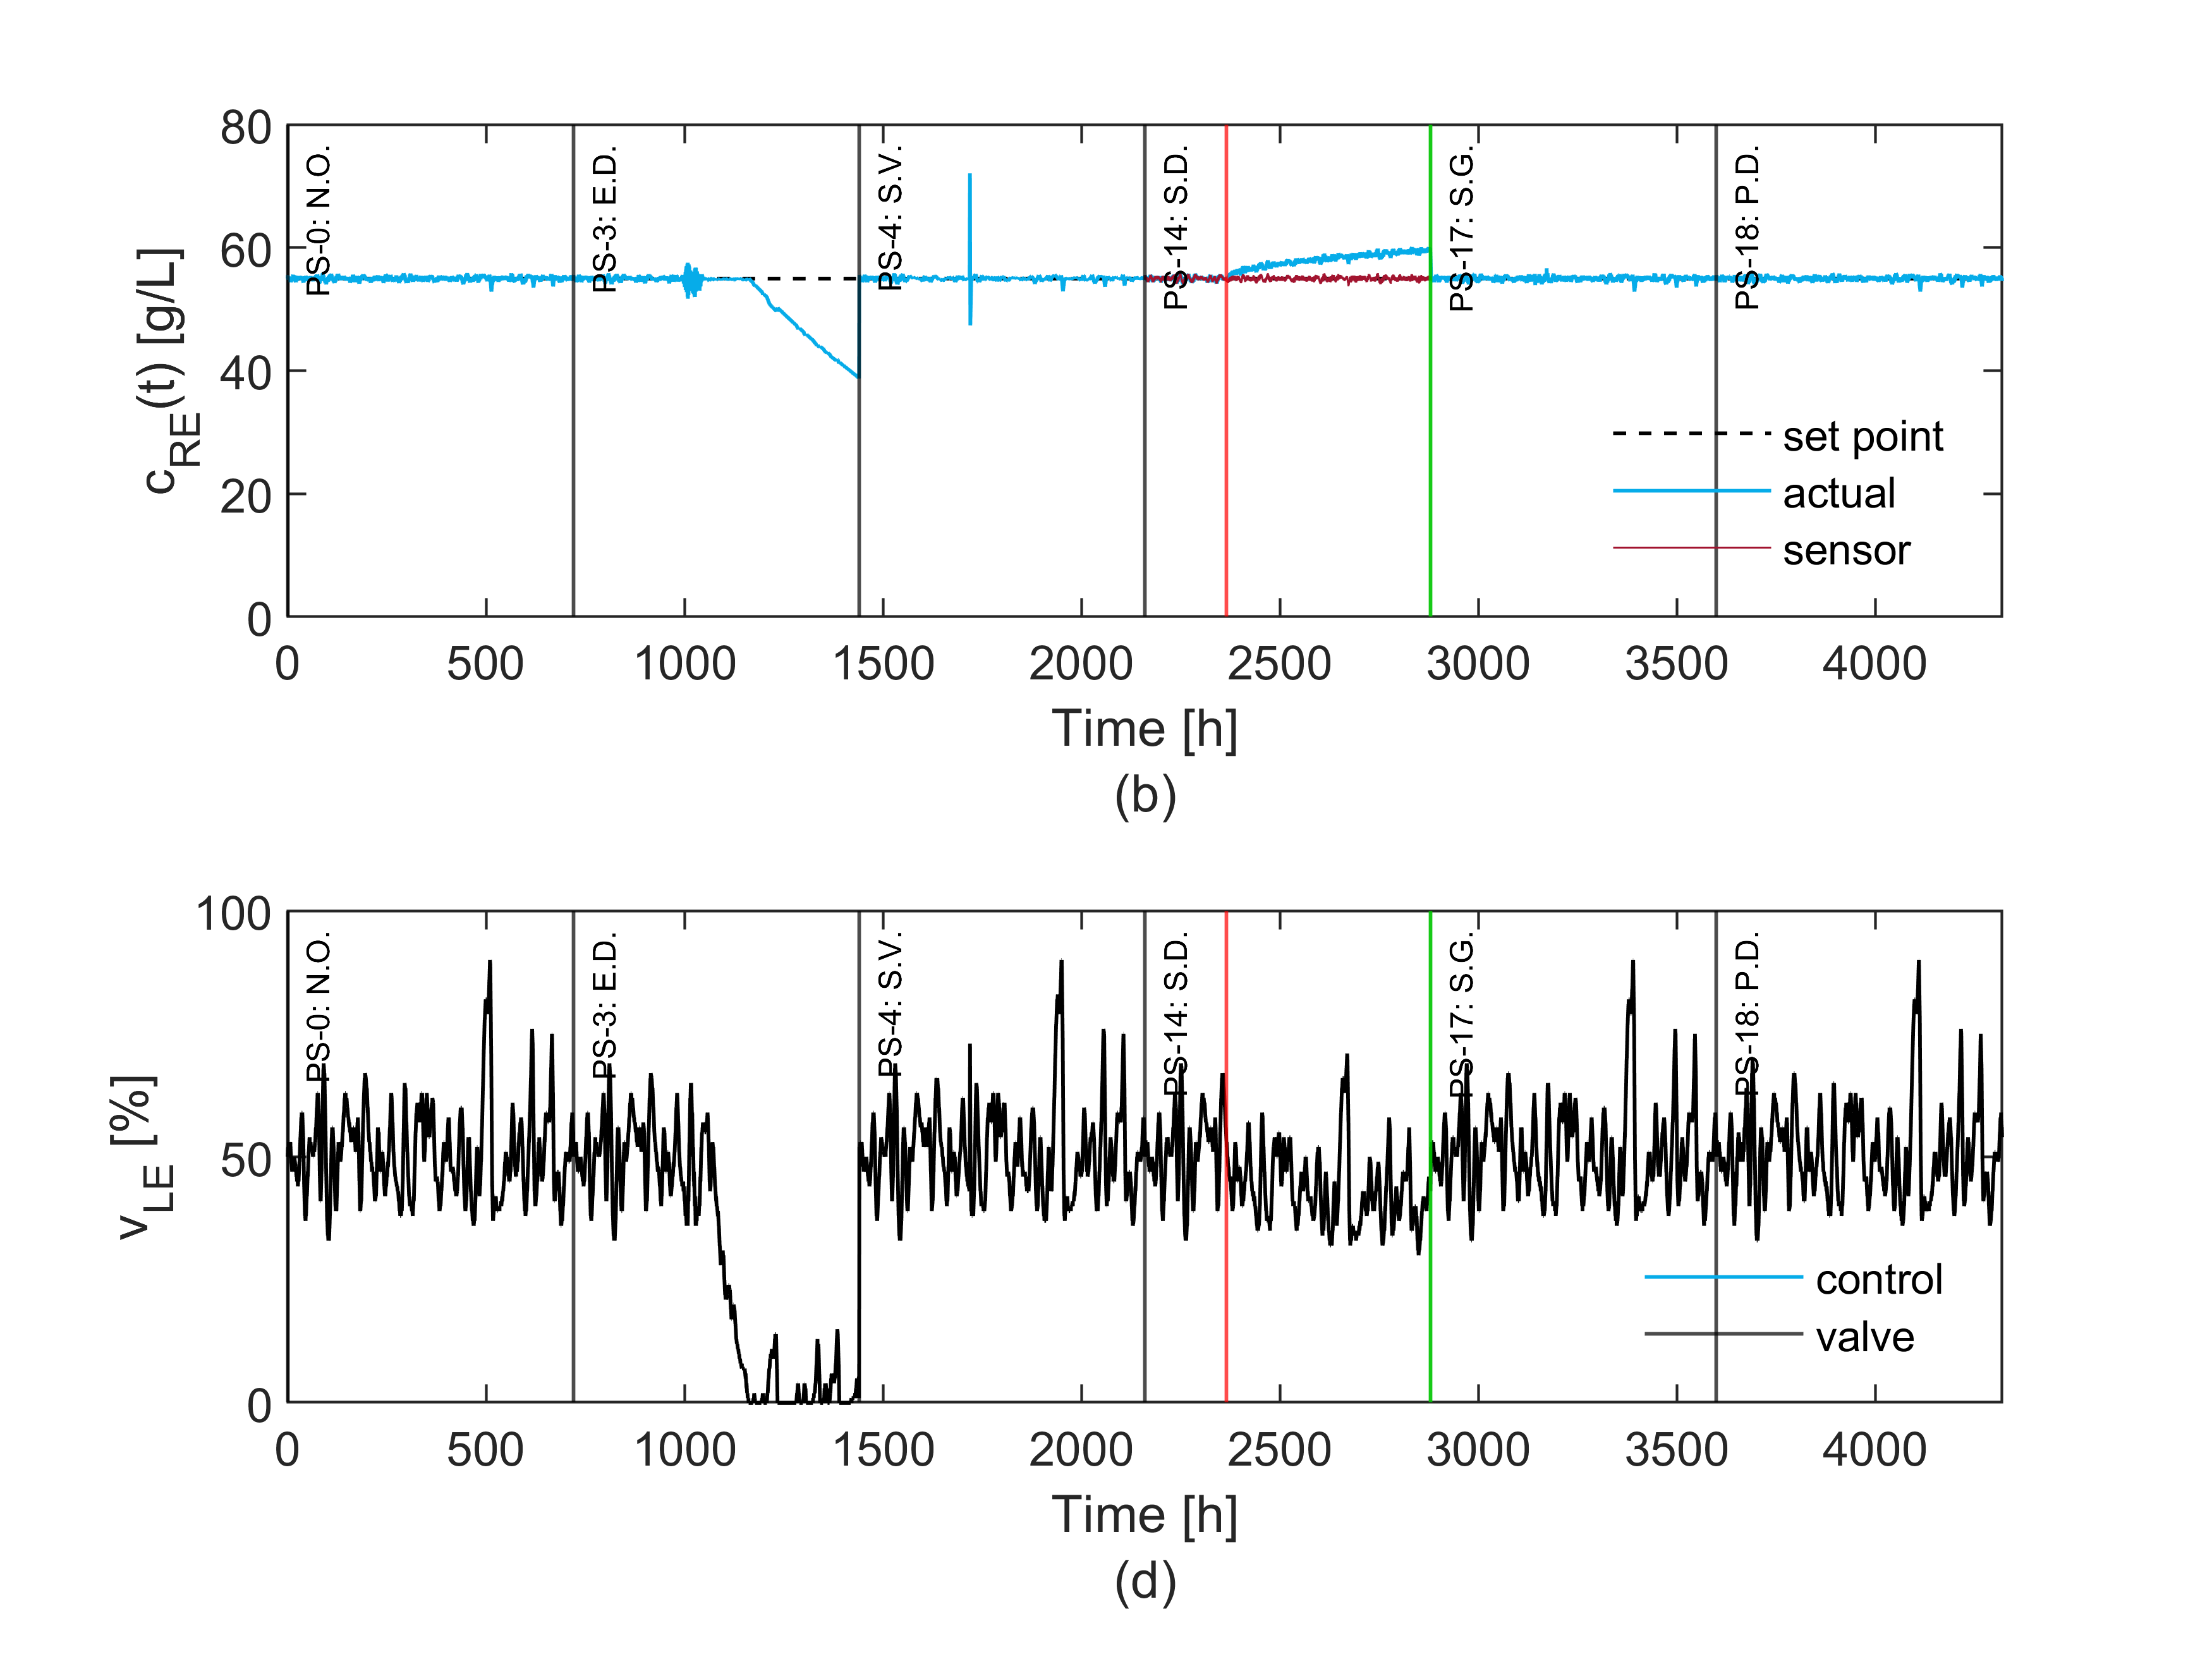 80
60
40
20
0
c_RE(t) [g/L]
PS-0: N.O.
PS-3: E.D.
PS-4: S.V.
PS-14: S.D.
PS-17: S.G.
PS-18: P.D.
set point
actual
sensor
0 500 1000 1500 2000 2500 3000 3500 4000
Time [h]
(b)
100
50
0
v_LE [%]
PS-0: N.O.
PS-3: E.D.
PS-4: S.V.
PS-14: S.D.
PS-17: S.G.
PS-18: P.D.
control
valve
0 500 1000 1500 2000 2500 3000 3500 4000
Time [h]
(d)